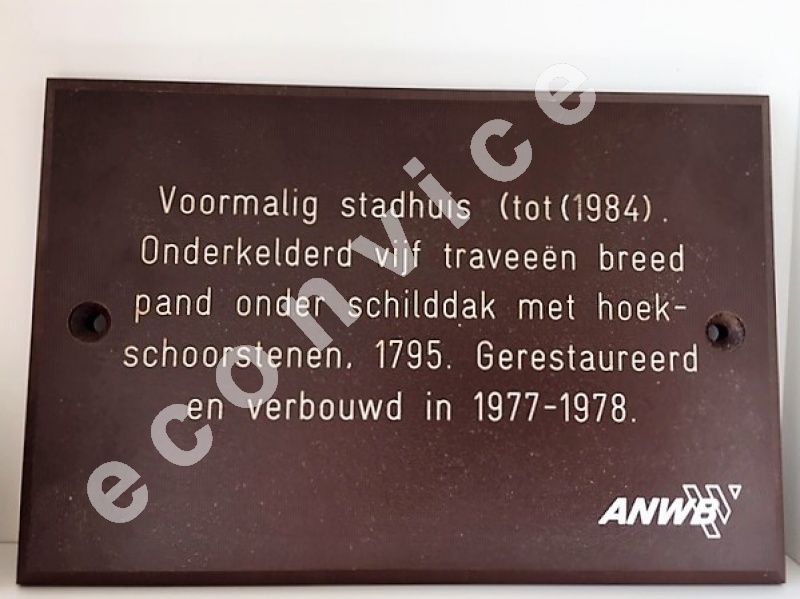 Voormalig stadhuis (tot(1984).
Onderkelderd vijf traveeën breed
pand onder schilddak met hoek-
schoorstenen, 1795. Gerestaureerd
en verbouwd in 1977-1978.
ANWB
econvice